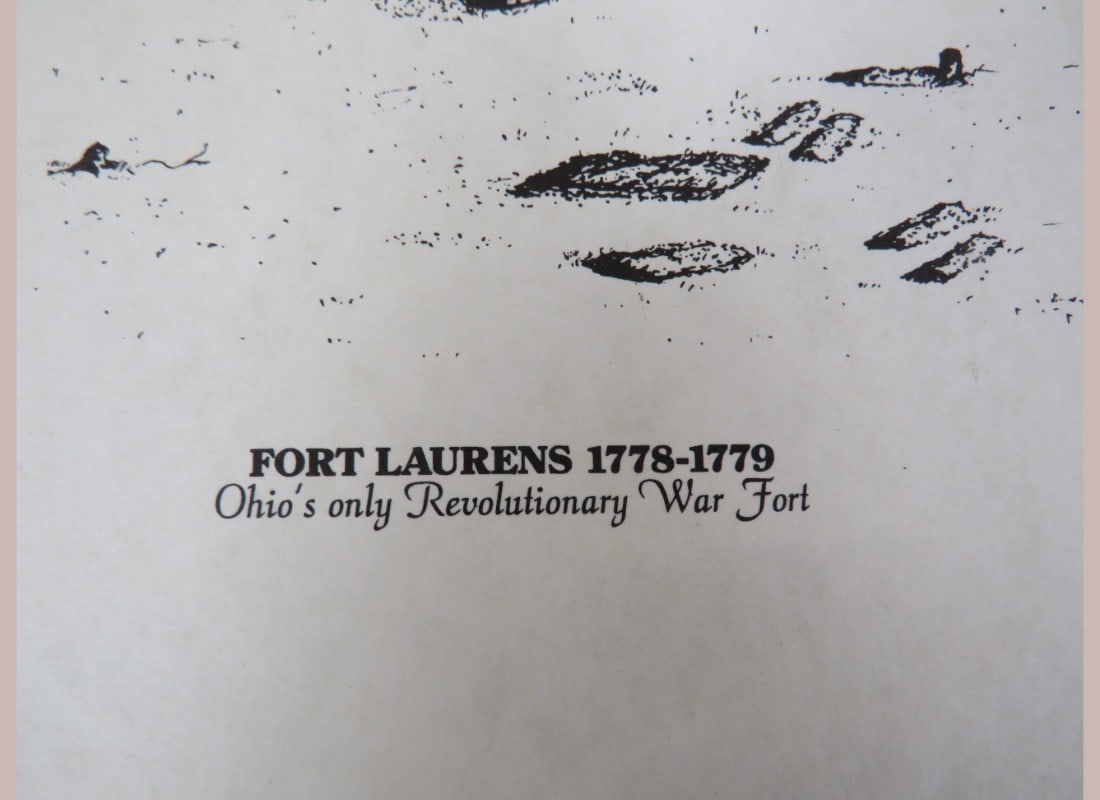 FORT LAURENS 1778-1779
Ohio's only Revolutionary War Fort